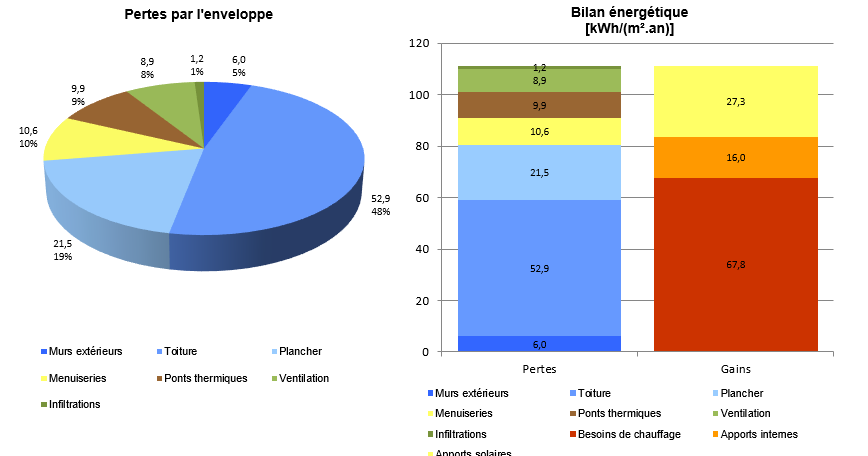 Pertes par l'enveloppe
1,2
1%
6,0
5%
8,9
8%
9,9
9%
10,6
10%
52,9
48%
21,5
19%
Murs extérieurs
Toiture
Plancher
Menuiseries
Ponts thermiques
Ventilation
Infiltrations
Bilan énergétique
[kWh/(m².an)]
120
100
80
60
40
20
0
1,2
8,9
9,9
10,6
21,5
52,9
6,0
27,3
16,0
67,8
Pertes
Gains
Murs extérieurs
Toiture
Plancher
Menuiseries
Ponts thermiques
Ventilation
Infiltrations
Besoins de chauffage
Apports internes
Apports solaires